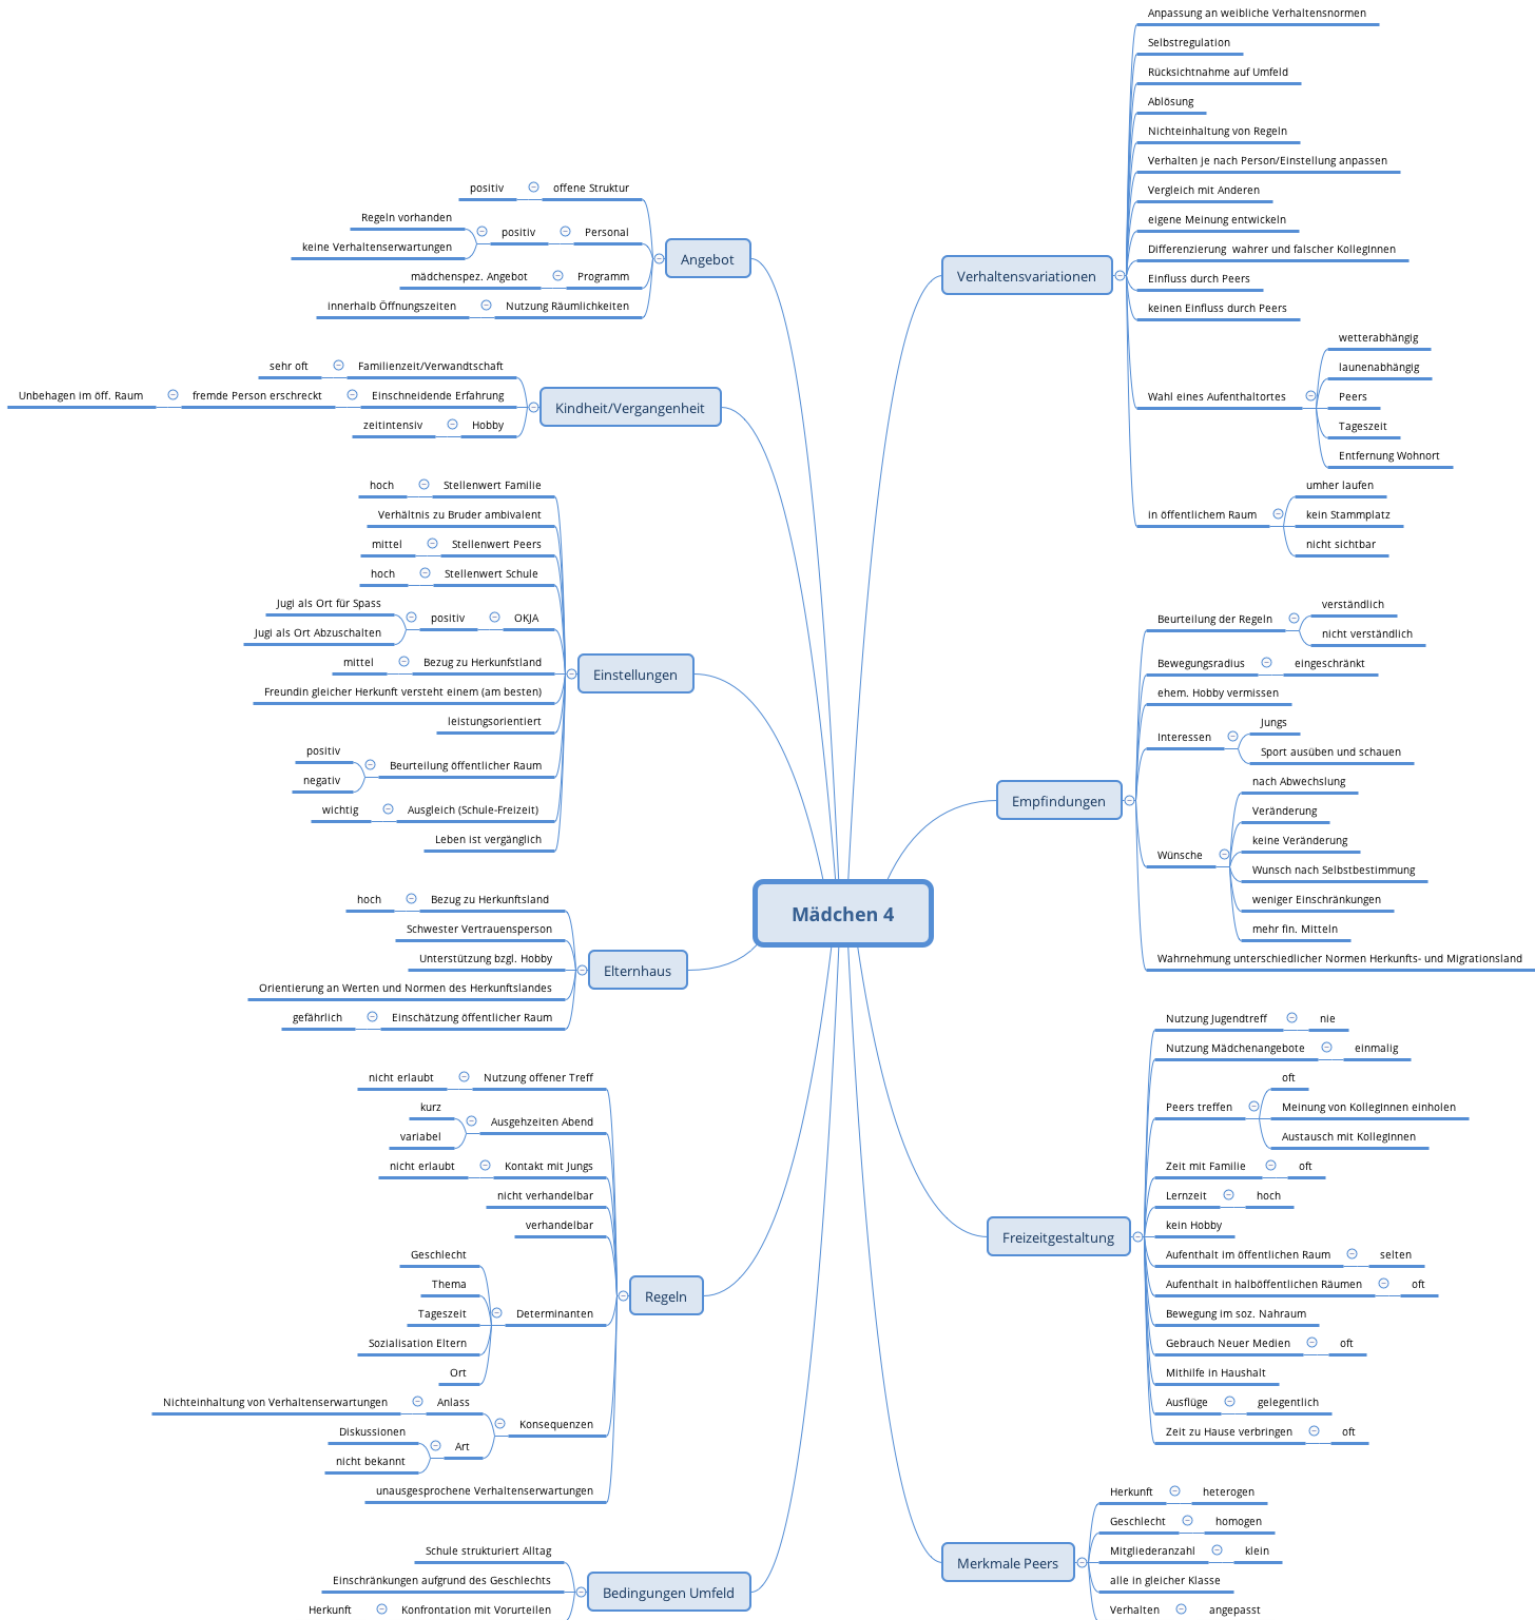 Mädchen 4
Angebot
offene Struktur
positiv
Personal
positiv
Regeln vorhanden
keine Verhaltenserwartungen
Programm
mädchenspez. Angebot
Nutzung Räumlichkeiten
innerhalb Öffnungszeiten
Kindheit/Vergangenheit
Familienzeit/Verwandtschaft
sehr oft
Einschneidende Erfahrung
fremde Person erschreckt
Unbehagen im öff. Raum
Hobby
zeitintensiv
Einstellungen
Stellenwert Familie
hoch
Verhältnis zu Bruder ambivalent
Stellenwert Peers
mittel
Stellenwert Schule
hoch
OKJA
positiv
Jugi als Ort für Spass
Jugi als Ort Abzuschalten
Bezug zu Herkunfstland
mittel
Freundin gleicher Herkunft versteht einem (am besten)
leistungsorientiert
Beurteilung öffentlicher Raum
positiv
negativ
Ausgleich (Schule-Freizeit)
wichtig
Leben ist vergänglich
Elternhaus
Bezug zu Herkunftsland
hoch
Schwester Vertrauensperson
Unterstützung bzgl. Hobby
Orientierung an Werten und Normen des Herkunftslandes
Einschätzung öffentlicher Raum
gefährlich
Regeln
Nutzung offener Treff
nicht erlaubt
Ausgehzeiten Abend
kurz
variabel
Kontakt mit Jungs
nicht erlaubt
nicht verhandelbar
verhandelbar
Determinanten
Geschlecht
Thema
Tageszeit
Sozialisation Eltern
Ort
Konsequenzen
Anlass
Nichteinhaltung von Verhaltenserwartungen
Art
Diskussionen
nicht bekannt
unausgesprochene Verhaltenserwartungen
Bedingungen Umfeld
Schule strukturiert Alltag
Einschränkungen aufgrund des Geschlechts
Konfrontation mit Vorurteilen
Herkunft
Verhaltensvariationen
Anpassung an weibliche Verhaltensnormen
Selbstregulation
Rücksichtnahme auf Umfeld
Ablösung
Nichteinhaltung von Regeln
Verhalten je nach Person/Einstellung anpassen
Vergleich mit Anderen
eigene Meinung entwickeln
Differenzierung wahrer und falscher KollegInnen
Einfluss durch Peers
keinen Einfluss durch Peers
Wahl eines Aufenthaltortes
wetterabhängig
launenabhängig
Peers
Tageszeit
Entfernung Wohnort
in öffentlichem Raum
umher laufen
kein Stammplatz
nicht sichtbar
Empfindungen
Beurteilung der Regeln
verständlich
nicht verständlich
Bewegungsradius
eingeschränkt
ehem. Hobby vermissen
Interessen
Jungs
Sport ausüben und schauen
Wünsche
nach Abwechslung
Veränderung
keine Veränderung
Wunsch nach Selbstbestimmung
weniger Einschränkungen
mehr fin. Mitteln
Wahrnehmung unterschiedlicher Normen Herkunfts- und Migrationsland
Freizeitgestaltung
Nutzung Jugendtreff
nie
Nutzung Mädchenangebote
einmalig
Peers treffen
oft
Meinung von KollegInnen einholen
Austausch mit KollegInnen
Zeit mit Familie
oft
Lernzeit
hoch
kein Hobby
Aufenthalt im öffentlichen Raum
selten
Aufenthalt in halböffentlichen Räumen
oft
Bewegung im soz. Nahraum
Gebrauch Neuer Medien
oft
Mithilfe in Haushalt
Ausflüge
gelegentlich
Zeit zu Hause verbringen
oft
Merkmale Peers
Herkunft
heterogen
Geschlecht
homogen
Mitgliederanzahl
klein
alle in gleicher Klasse
Verhalten
angepasst